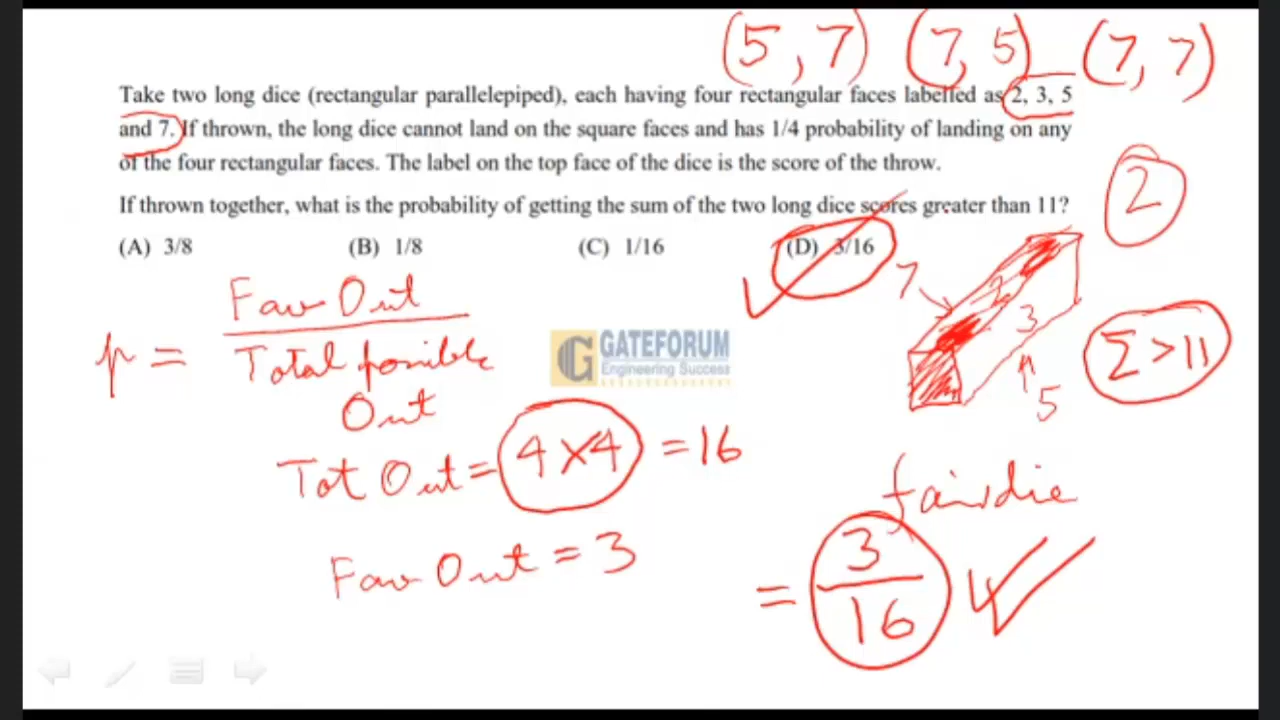 (5, 7) (7, 5) (7, 7)
Take two long dice (rectangular parallelepiped), each having four rectangular faces labelled as 2, 3, 5
and 7. If thrown, the long dice cannot land on the square faces and has 1/4 probability of landing on any
of the four rectangular faces. The label on the top face of the dice is the score of the throw.
2
If thrown together, what is the probability of getting the sum of the two long dice scores greater than 11?
(A) 3/8 (B) 1/8 (C) 1/16 (D) 3/16
7 2 3 5
Σ > 11
Fav Out
p =
Total possible
Out
GATEFORUM
Engineering Success
Tot Out = 4 × 4 = 16
fair die
Fav Out = 3
= 3
16